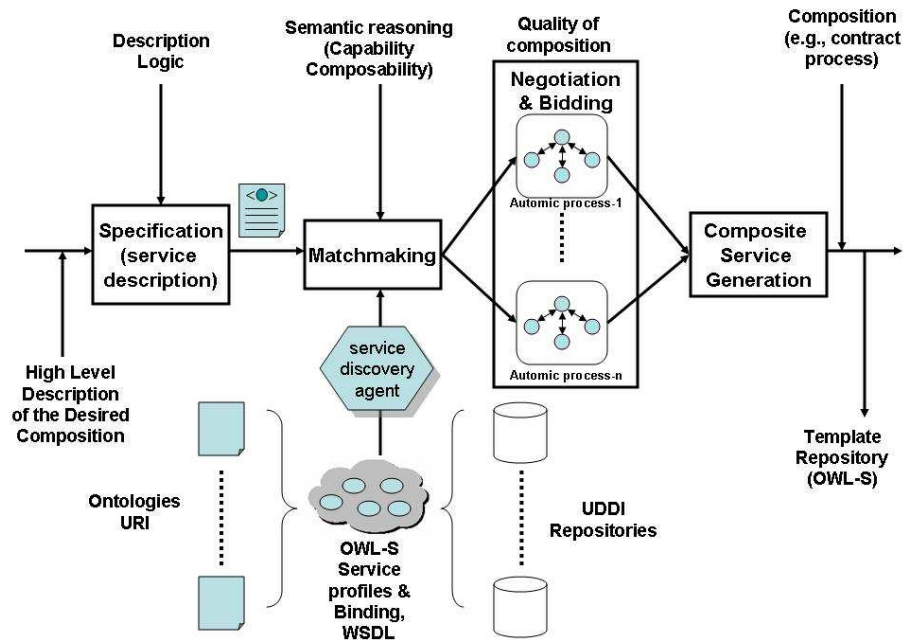 Description
Logic
Semantic reasoning
(Capability
Composability)
Quality of
composition
Composition
(e.g., contract
process)
Negotiation
& Bidding
Automic process-1
< >
Specification
(service
description)
Matchmaking
Composite
Service
Generation
Automic process-n
service
discovery
agent
High Level
Description
of the Desired
Composition
Template
Repository
(OWL-S)
Ontologies
URI
UDDI
Repositories
OWL-S
Service
profiles &
Binding,
WSDL